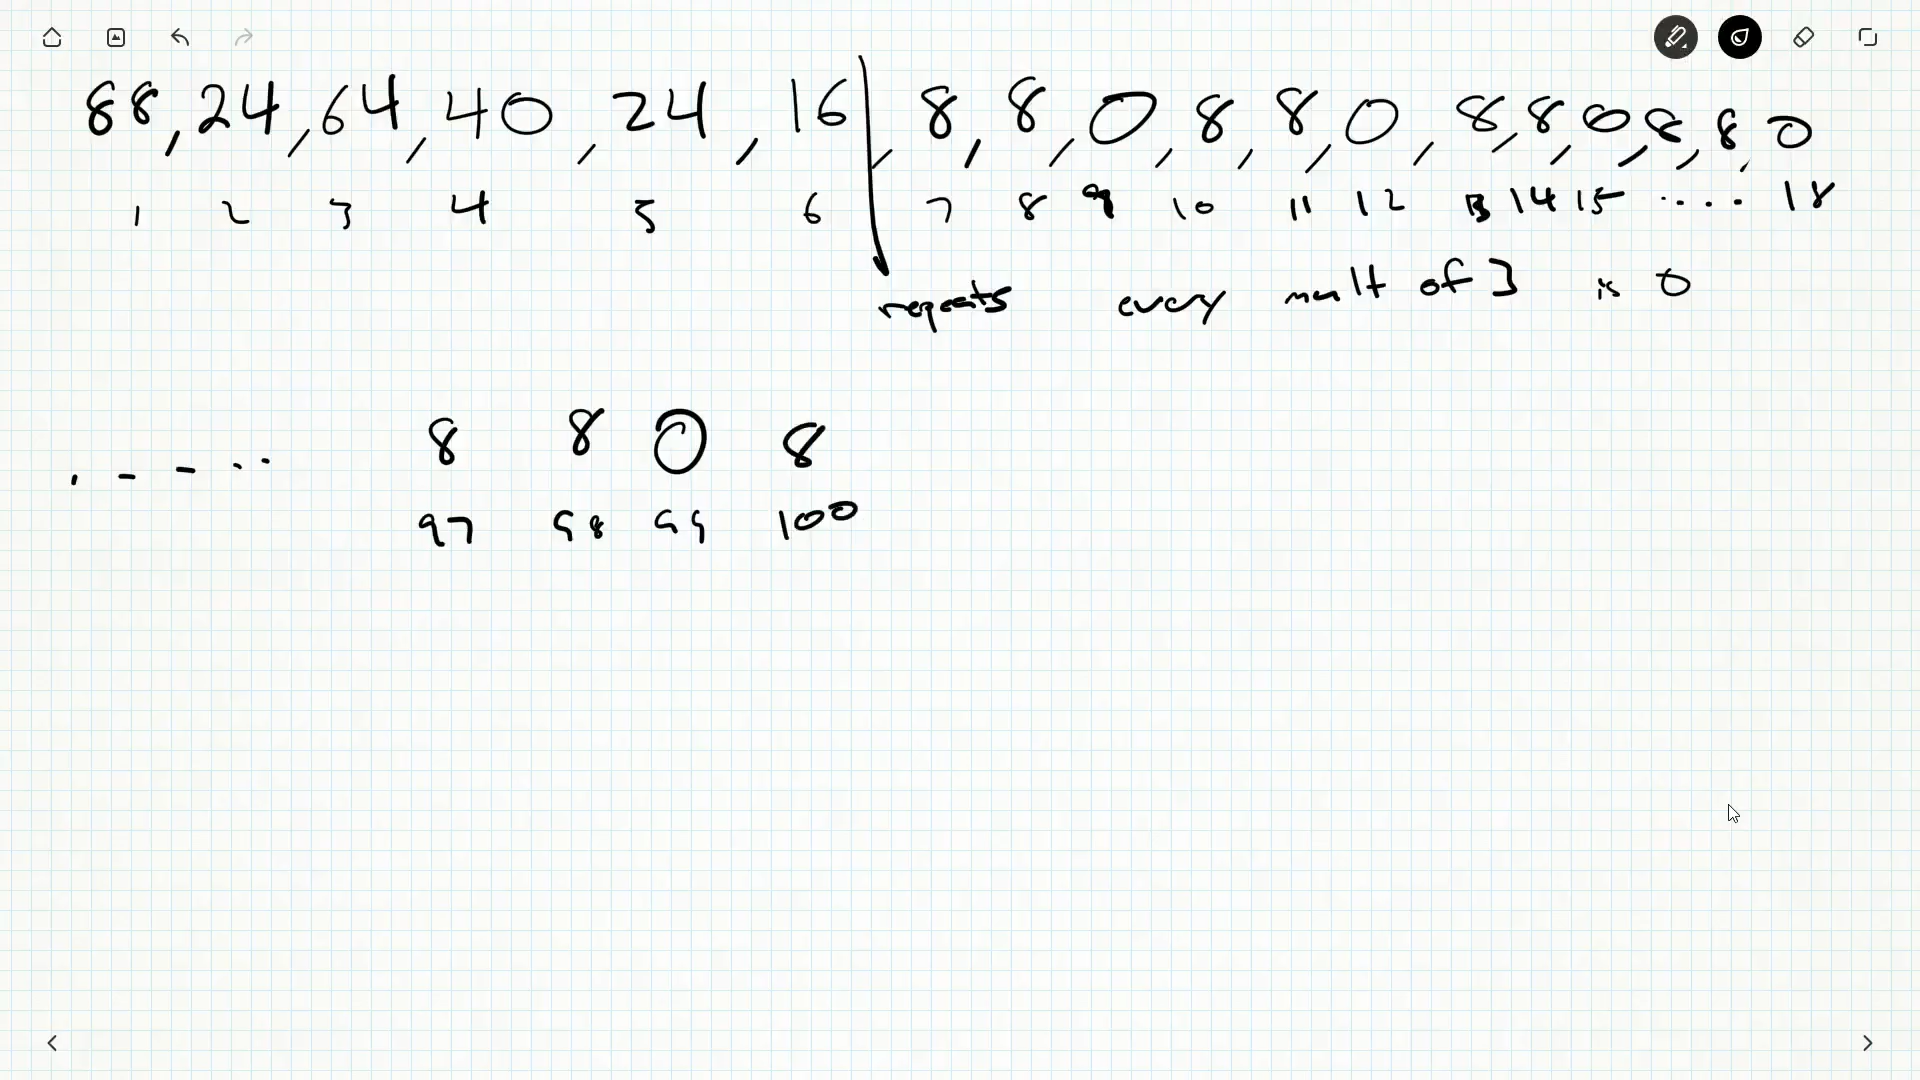 88, 24, 64, 40, 24, 16, 8, 8, 0, 8, 8, 0, 8, 8, 0, 8, 8, 0
1 2 3 4 5 6 7 8 9 10 11 12 13 14 15 .... 18
repeats every mult of 3 is 0
. - - . . 8 8 0 8
97 98 99 100